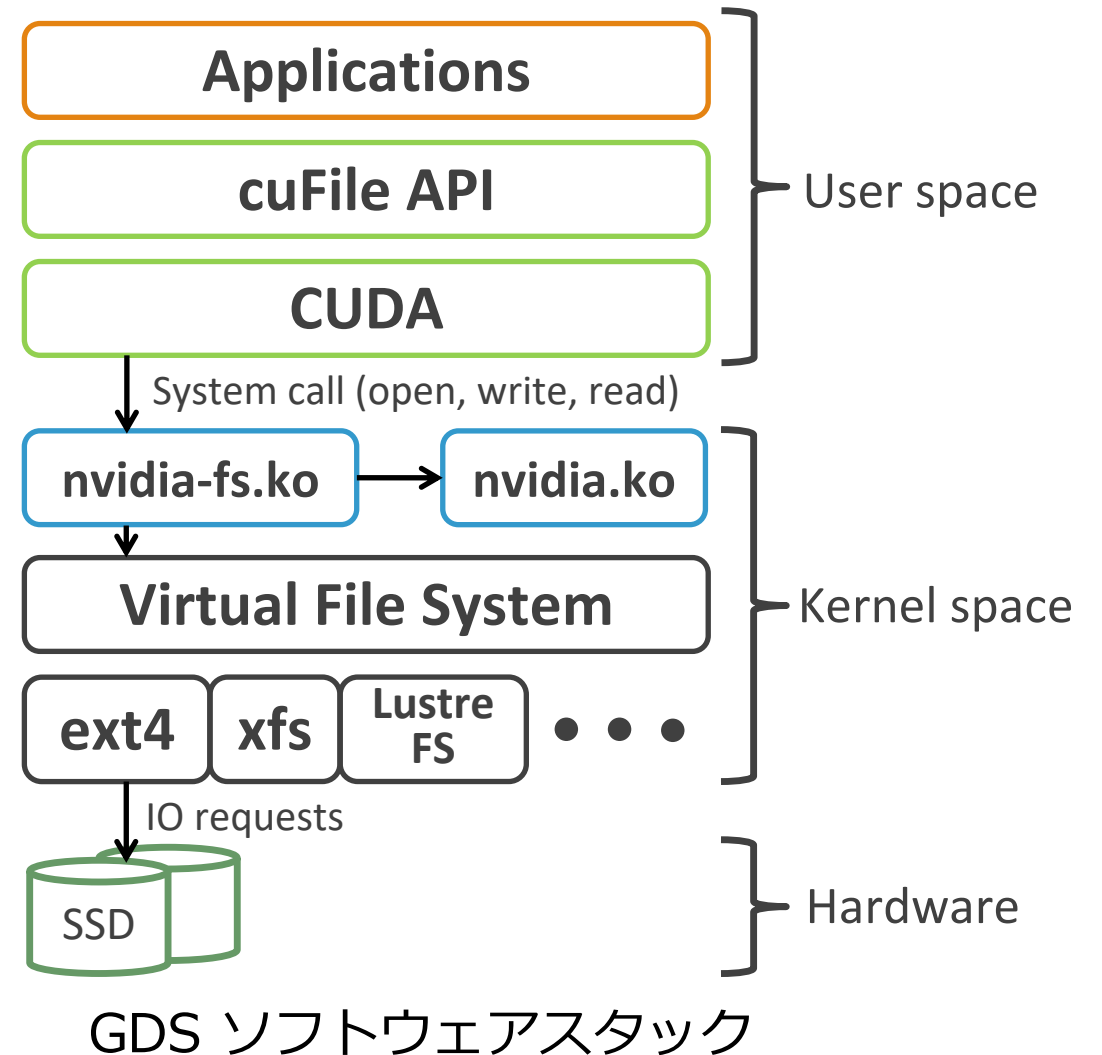 Applications
cuFile API
CUDA
User space
System call (open, write, read)
nvidia-fs.ko
nvidia.ko
Virtual File System
Kernel space
ext4
xfs
Lustre
FS
IO requests
SSD
Hardware
GDS ソフトウェアスタック